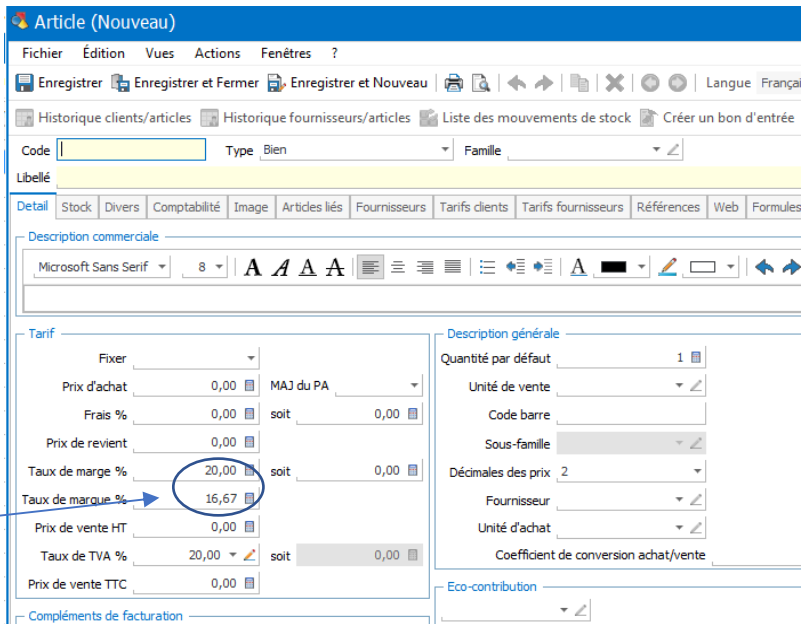 Article (Nouveau)
Fichier Édition Vues Actions Fenêtres ?
Enregistrer Enregistrer et Fermer Enregistrer et Nouveau Langue Françai
Historique clients/articles Historique fournisseurs/articles Liste des mouvements de stock Créer un bon d'entrée
Code Type Bien Famille
Libellé
Detail Stock Divers Comptabilité Image Articles liés Fournisseurs Tarifs clients Tarifs fournisseurs Références Web Formules
Description commerciale
Microsoft Sans Serif 8 A A A A A
Tarif
Fixer
Prix d'achat 0,00 MAJ du PA
Frais % 0,00 soit 0,00
Prix de revient 0,00
Taux de marge % 20,00 soit 0,00
Taux de marque % 16,67
Prix de vente HT 0,00
Taux de TVA % 20,00 soit 0,00
Prix de vente TTC 0,00
Description générale
Quantité par défaut 1
Unité de vente
Code barre
Sous-famille
Décimales des prix 2
Fournisseur
Unité d'achat
Coefficient de conversion achat/vente
Eco-contribution
Compléments de facturation